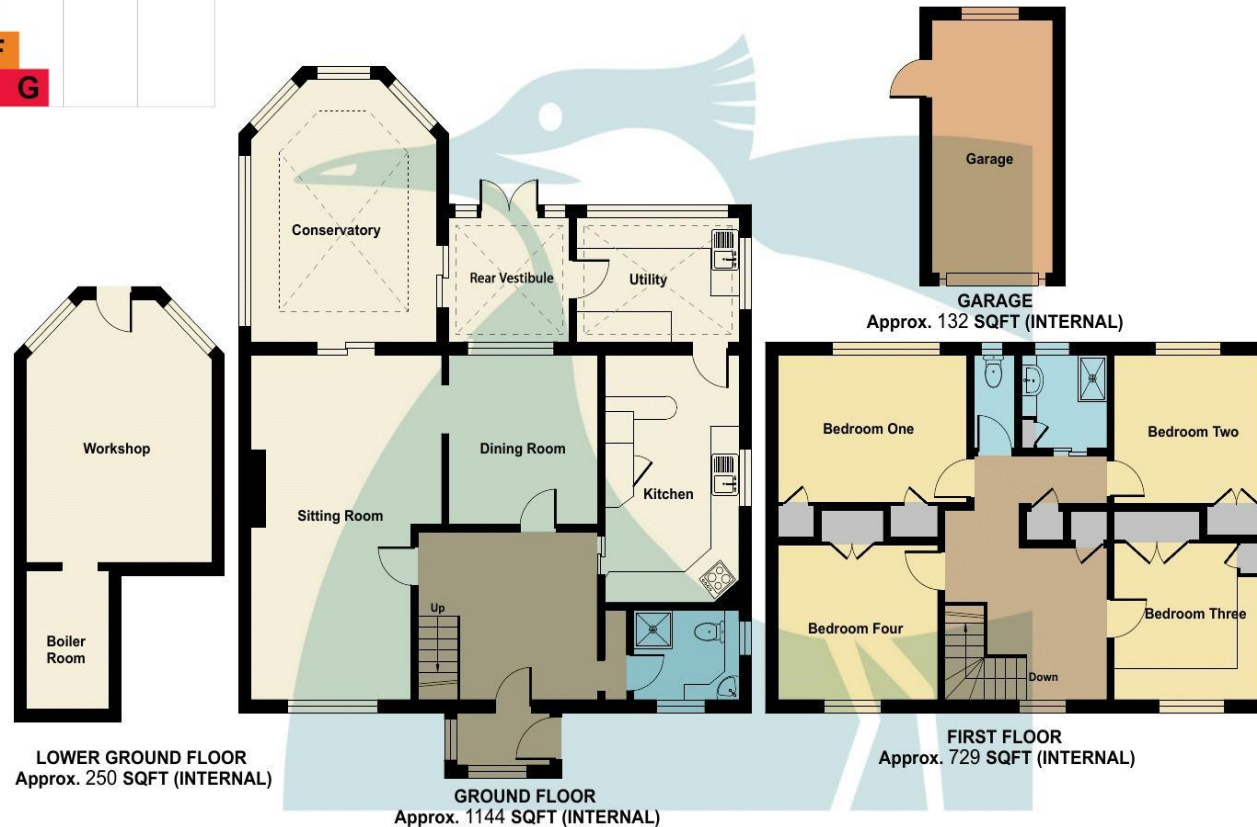 F
G
Conservatory
Rear Vestibule
Utility
Garage
GARAGE
Approx. 132 SQFT (INTERNAL)
Workshop
Boiler
Room
LOWER GROUND FLOOR
Approx. 250 SQFT (INTERNAL)
Sitting Room
Dining Room
Kitchen
Up
GROUND FLOOR
Approx. 1144 SQFT (INTERNAL)
Bedroom One
Bedroom Two
Bedroom Four
Bedroom Three
Down
FIRST FLOOR
Approx. 729 SQFT (INTERNAL)